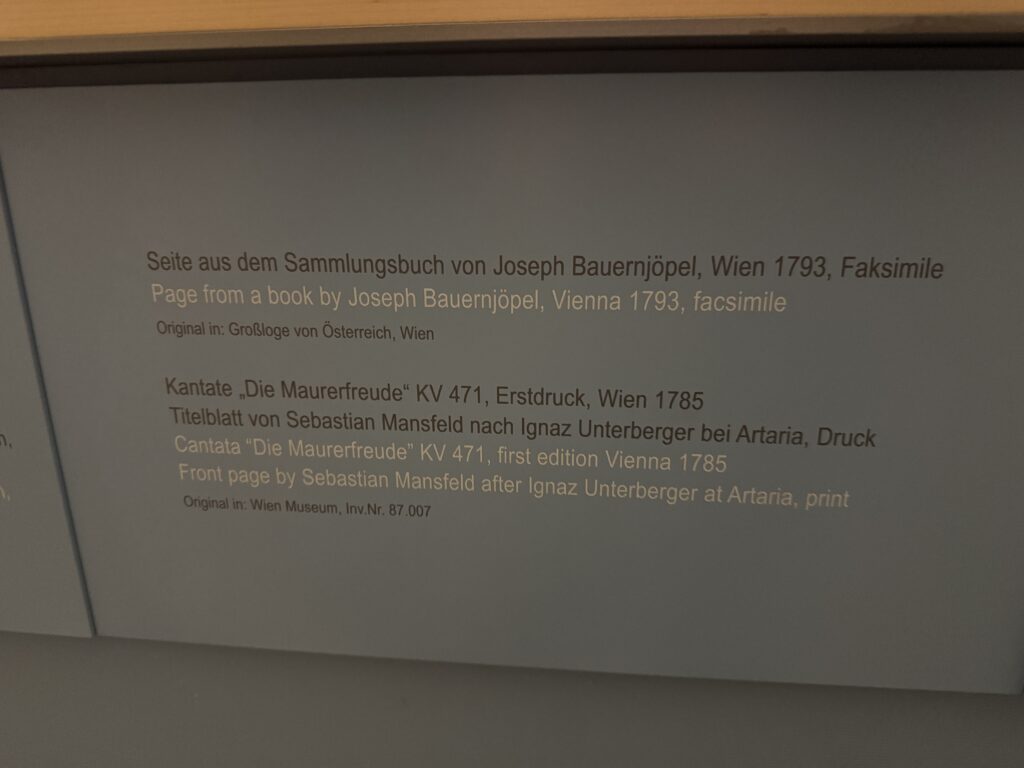 Seite aus dem Sammlungsbuch von Joseph Bauernjöpel, Wien 1793, Faksimile
Page from a book by Joseph Bauernjöpel, Vienna 1793, facsimile
Original in: Großloge von Österreich, Wien
Kantate „Die Maurerfreude“ KV 471, Erstdruck, Wien 1785
Titelblatt von Sebastian Mansfeld nach Ignaz Unterberger bei Artaria, Druck
Cantata “Die Maurerfreude” KV 471, first edition Vienna 1785
Front page by Sebastian Mansfeld after Ignaz Unterberger at Artaria, print
Original in: Wien Museum, Inv.Nr. 87.007